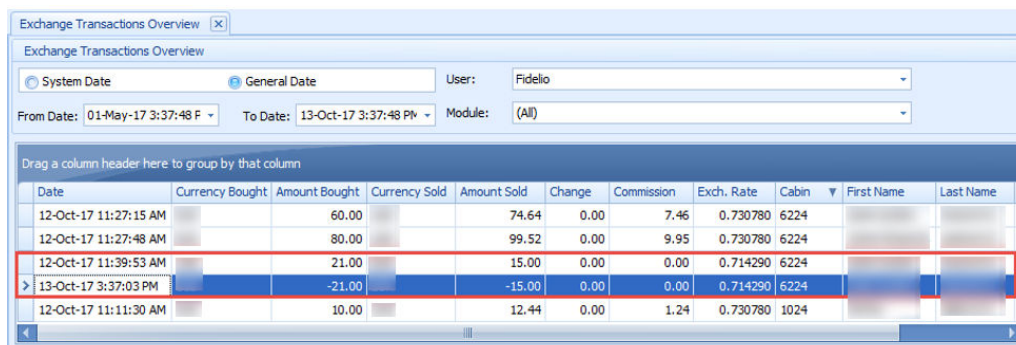 Exchange Transactions Overview
Exchange Transactions Overview
System Date General Date User: Fidelio
From Date: 01-May-17 3:37:48 P To Date: 13-Oct-17 3:37:48 PM Module: (All)
Drag a column header here to group by that column
Date Currency Bought Amount Bought Currency Sold Amount Sold Change Commission Exch. Rate Cabin First Name Last Name
12-Oct-17 11:27:15 AM 60.00 74.64 0.00 7.46 0.730780 6224
12-Oct-17 11:27:48 AM 80.00 99.52 0.00 9.95 0.730780 6224
12-Oct-17 11:39:53 AM 21.00 15.00 0.00 0.00 0.714290 6224
13-Oct-17 3:37:03 PM -21.00 -15.00 0.00 0.00 0.714290 6224
12-Oct-17 11:11:30 AM 10.00 12.44 0.00 1.24 0.730780 1024